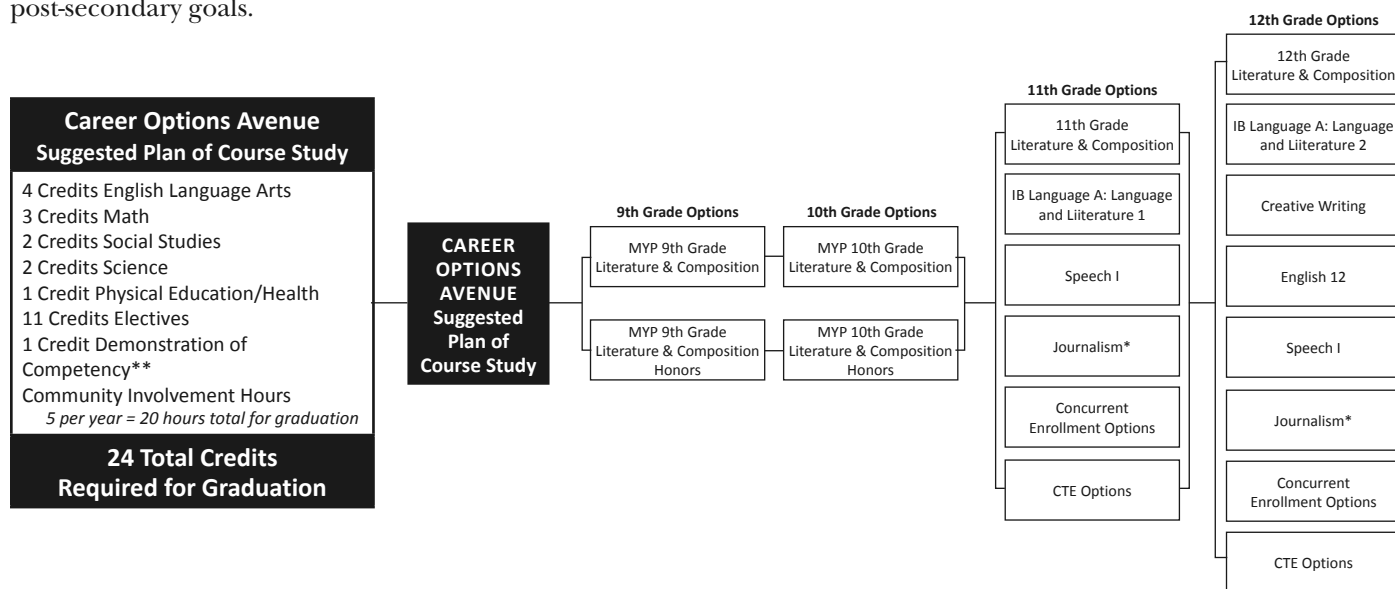 post-secondary goals.
Career Options Avenue
Suggested Plan of Course Study
4 Credits English Language Arts
3 Credits Math
2 Credits Social Studies
2 Credits Science
1 Credit Physical Education/Health
11 Credits Electives
1 Credit Demonstration of
Competency**
Community Involvement Hours
5 per year = 20 hours total for graduation
24 Total Credits
Required for Graduation
CAREER
OPTIONS
AVENUE
Suggested
Plan of
Course Study
9th Grade Options
MYP 9th Grade
Literature & Composition
MYP 9th Grade
Literature & Composition
Honors
10th Grade Options
MYP 10th Grade
Literature & Composition
MYP 10th Grade
Literature & Composition
Honors
11th Grade Options
11th Grade
Literature & Composition
IB Language A: Language
and Liiterature 1
Speech I
Journalism*
Concurrent
Enrollment Options
CTE Options
12th Grade Options
12th Grade
Literature & Composition
IB Language A: Language
and Liiterature 2
Creative Writing
English 12
Speech I
Journalism*
Concurrent
Enrollment Options
CTE Options